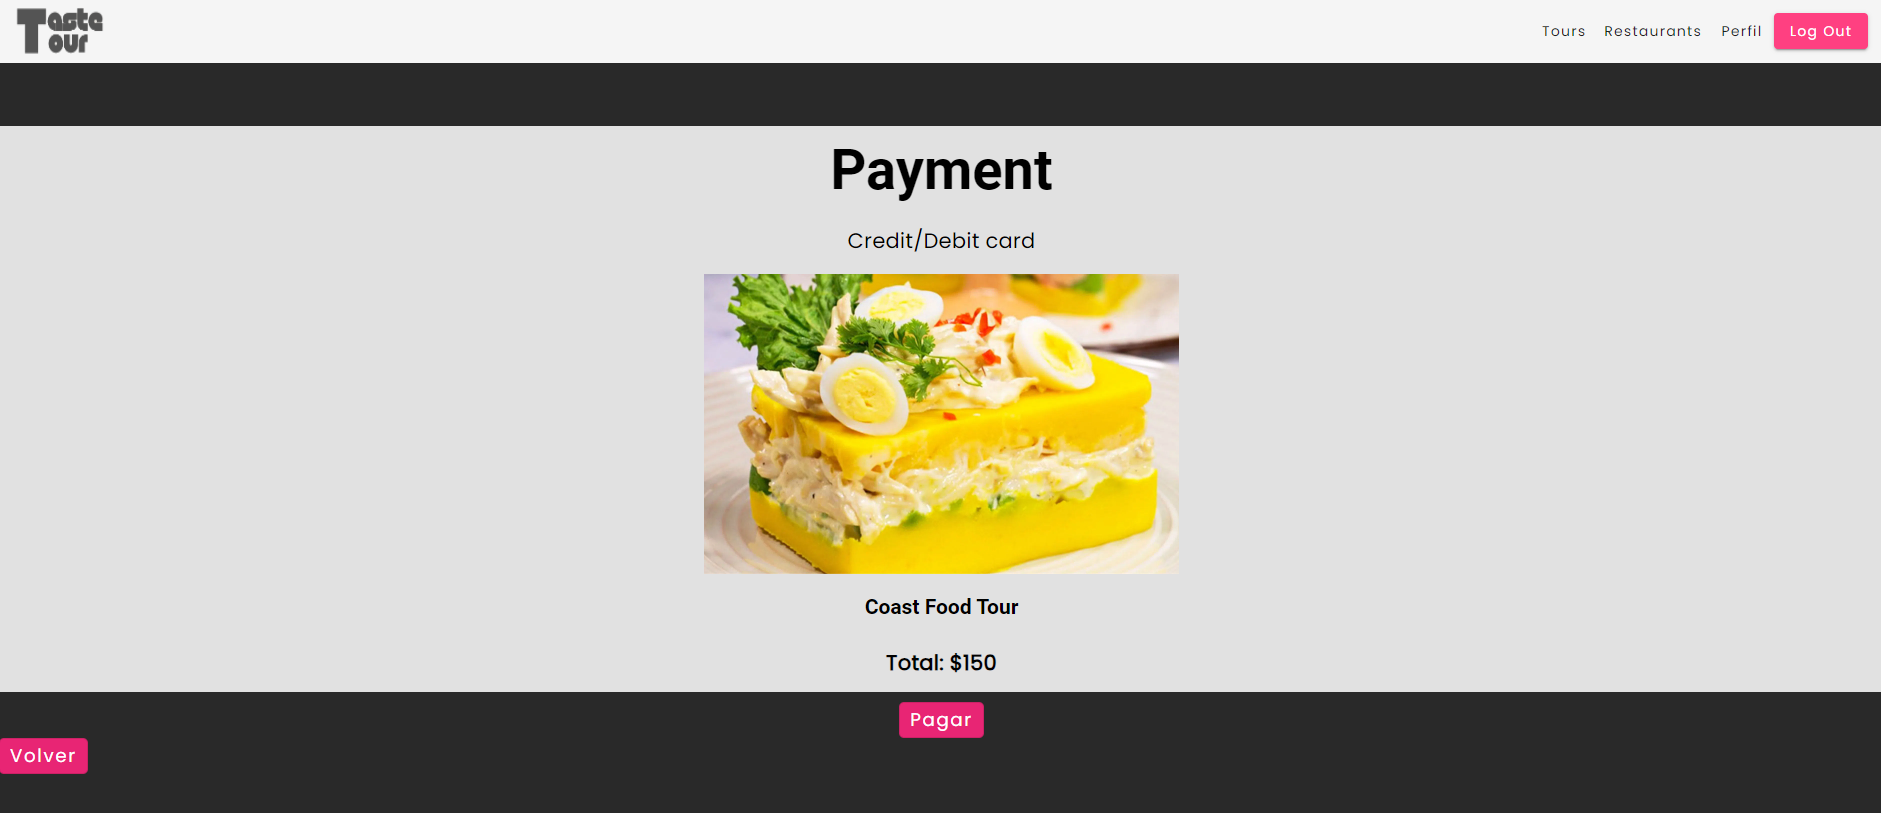 Taste
Tour
Tours Restaurants Perfil Log Out
Payment
Credit/Debit card
Coast Food Tour
Total: $150
Pagar
Volver